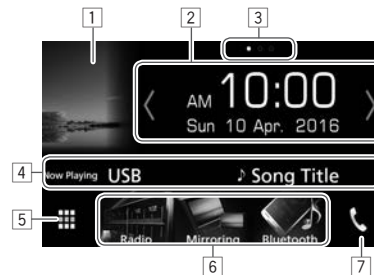 1
2
3
AM 10:00
Sun 10 Apr. 2016
4
Now Playing USB ♪ Song Title
5
Radio Mirroring Bluetooth
6
7